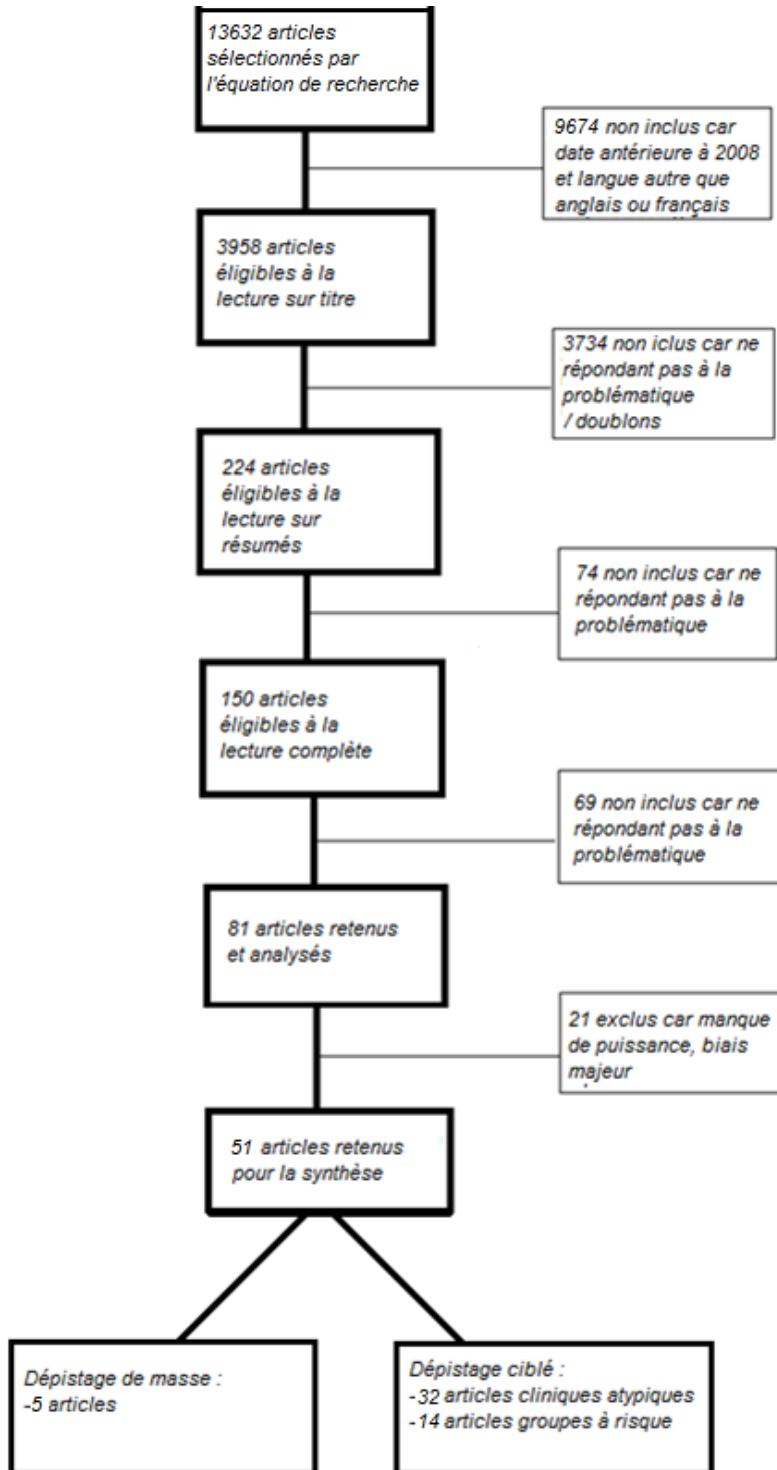 13632 articles
sélectionnés par
l'équation de recherche
9674 non inclus car
date antérieure à 2008
et langue autre que
anglais ou français
3958 articles
éligibles à la
lecture sur titre
3734 non iclus car ne
répondant pas à la
problématique
/ doublons
224 articles
éligibles à la
lecture sur
résumés
74 non inclus car ne
répondant pas à la
problématique
150 articles
éligibles à la
lecture complète
69 non inclus car ne
répondant pas à la
problématique
81 articles retenus
et analysés
21 exclus car manque
de puissance, biais
majeur
51 articles retenus
pour la synthèse
Dépistage de masse :
-5 articles
Dépistage ciblé :
-32 articles cliniques atypiques
-14 articles groupes à risque